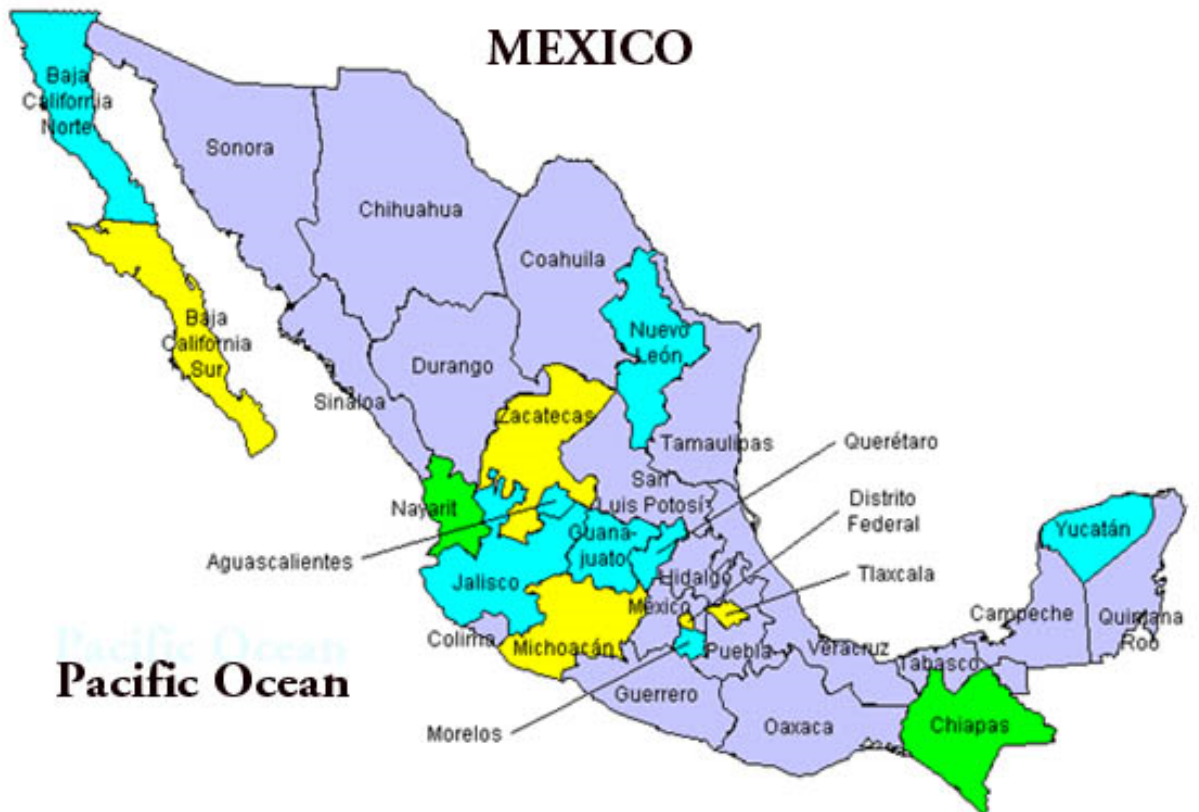 MEXICO
Baja
California
Norte
Sonora
Chihuahua
Coahuila
Baja
California
Sur
Nuevo
León
Durango
Sinaloa
Zacatecas
Tamaulipas
Querétaro
San
Luis Potosí
Distrito
Federal
Nayarit
Yucatán
Guana-
juato
Aguascalientes
Hidalgo
Tlaxcala
Jalisco
México
Campeche
Quintana
Roo
Colima
Michoacán
Puebla
Veracruz
Tabasco
Pacific Ocean
Pacific Ocean
Guerrero
Morelos
Oaxaca
Chiapas